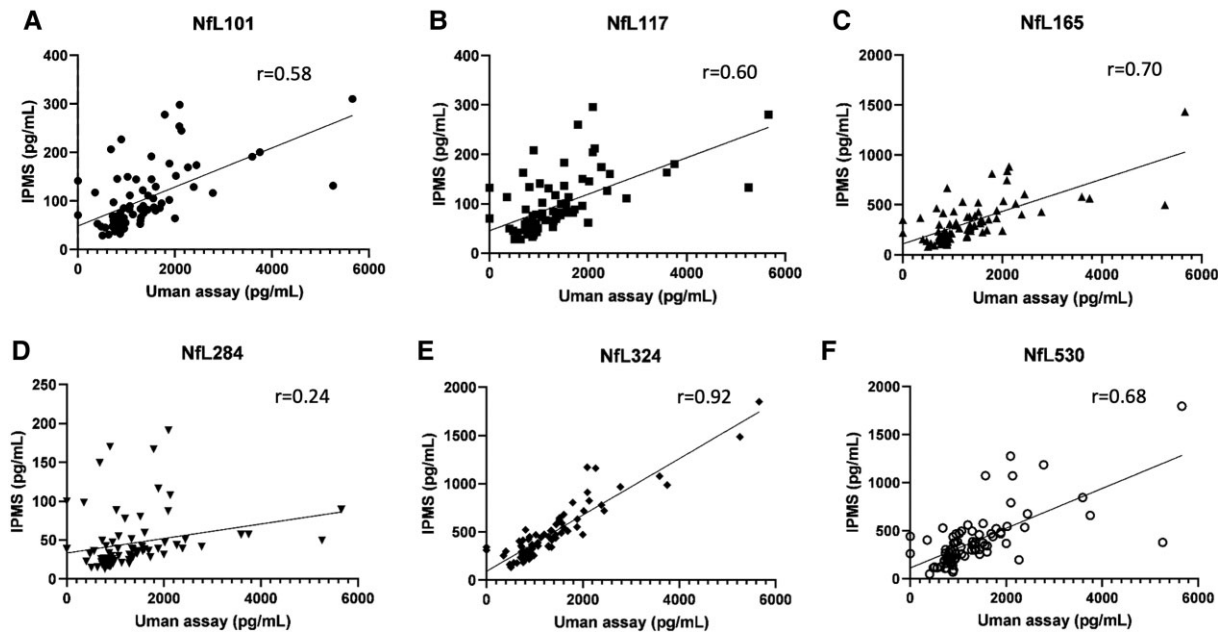 A
NfL101
r=0.58
IPMS (pg/mL)
400
300
200
100
0
0 2000 4000 6000
Uman assay (pg/mL)
B
NfL117
r=0.60
IPMS (pg/mL)
400
300
200
100
0
0 2000 4000 6000
Uman assay (pg/mL)
C
NfL165
r=0.70
IPMS (pg/mL)
2000
1500
1000
500
0
0 2000 4000 6000
Uman assay (pg/mL)
D
NfL284
r=0.24
IPMS (pg/mL)
250
200
150
100
50
0
0 2000 4000 6000
Uman assay (pg/mL)
E
NfL324
r=0.92
IPMS (pg/mL)
2000
1500
1000
500
0
0 2000 4000 6000
Uman assay (pg/mL)
F
NfL530
r=0.68
IPMS (pg/mL)
2000
1500
1000
500
0
0 2000 4000 6000
Uman assay (pg/mL)